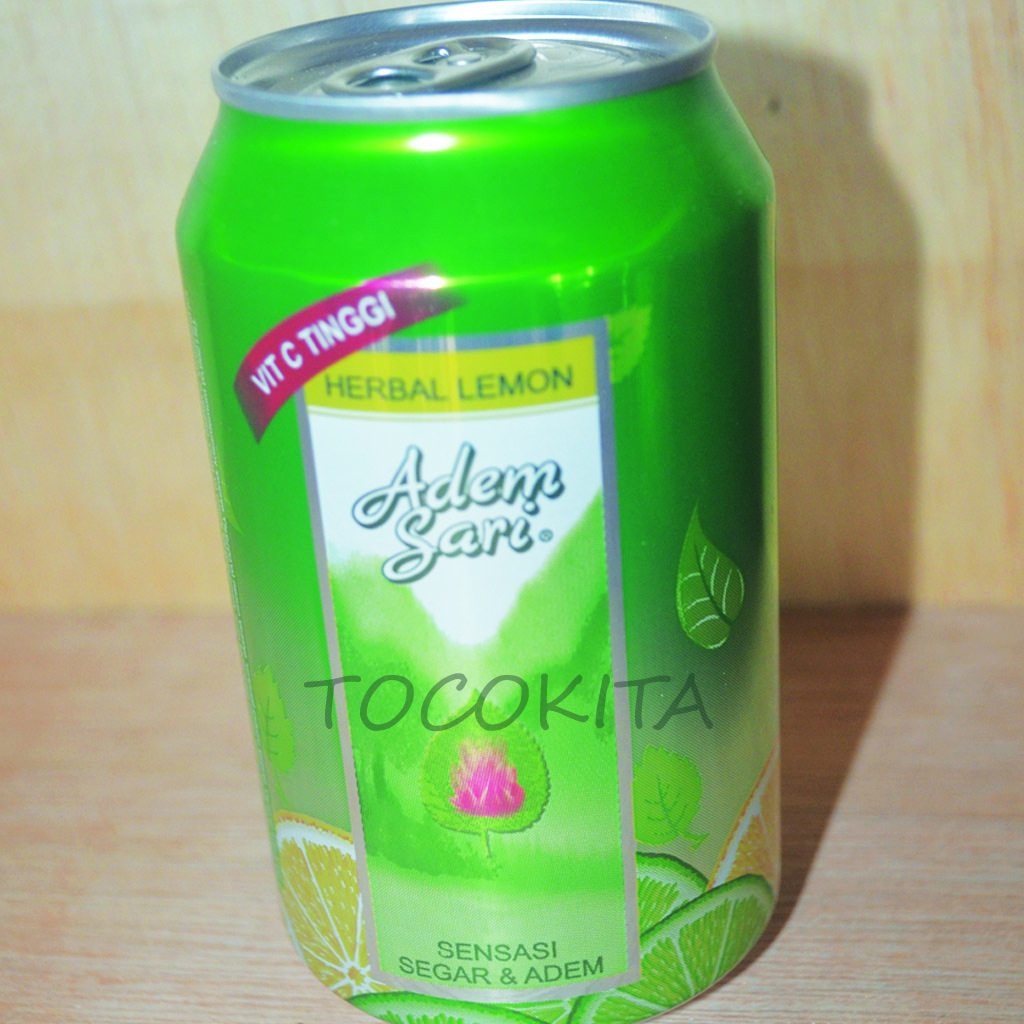 VIT C TINGGI
HERBAL LEMON
Adem
Sari®
TOCOKITA
SENSASI
SEGAR & ADEM